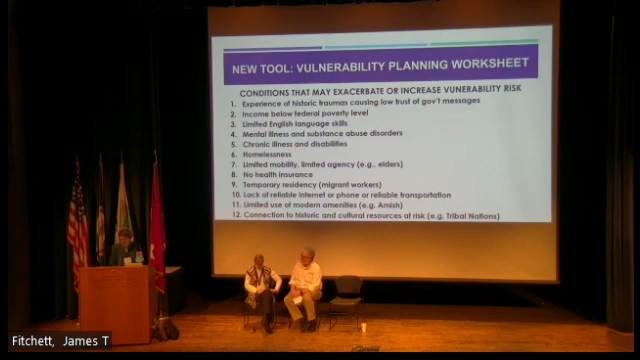 NEW TOOL: VULNERABILITY PLANNING WORKSHEET
CONDITIONS THAT MAY EXACERBATE OR INCREASE VUNERABILITY RISK
1. Experience of historic traumas causing low trust of gov't messages
2. Income below federal poverty level
3. Limited English language skills
4. Mental illness and substance abuse disorders
5. Chronic illness and disabilities
6. Homelessness
7. Limited mobility, limited agency (e.g., elders)
8. No health insurance
9. Temporary residency (migrant workers)
10. Lack of reliable internet or phone or reliable transportation
11. Limited use of modern amenities (e.g. Amish)
12. Connection to historic and cultural resources at risk (e.g. Tribal Nations)
Fitchett, James T